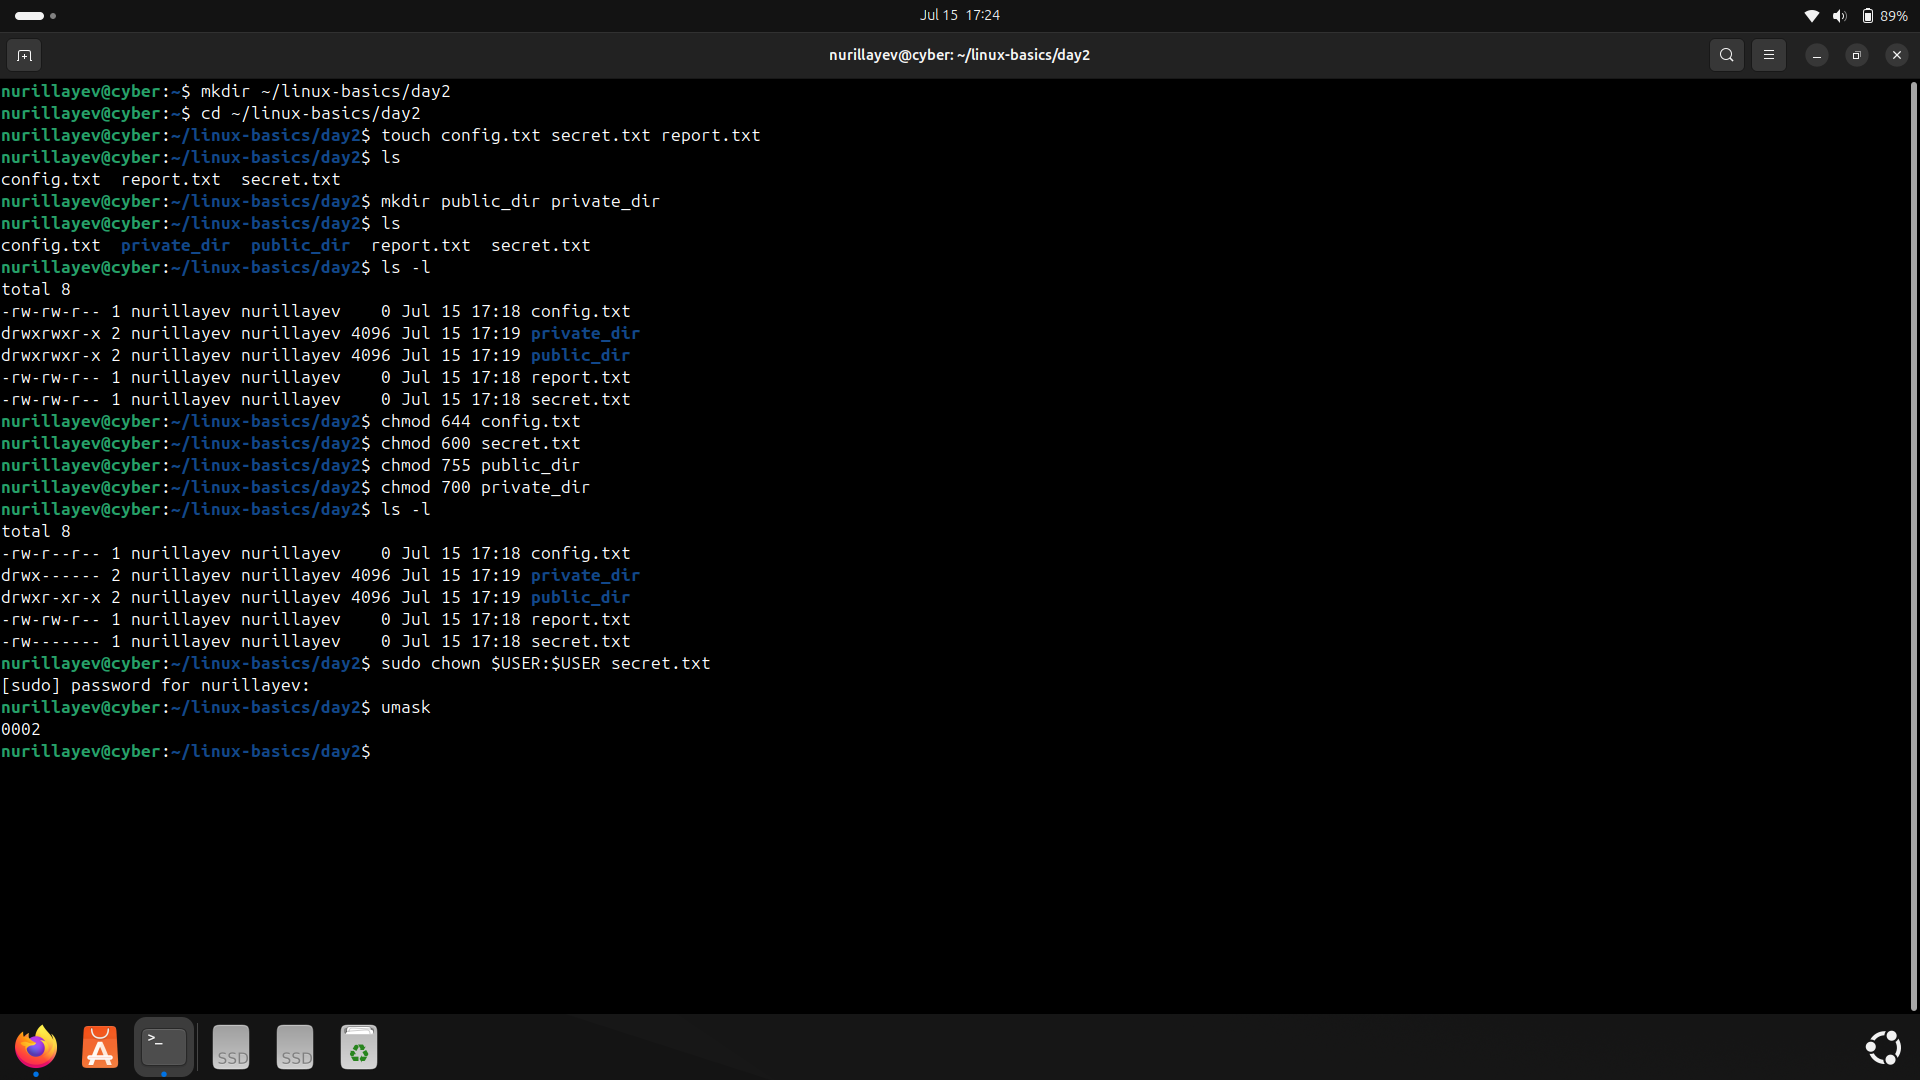 Jul 15 17:24
89%
nurillayev@cyber: ~/linux-basics/day2
nurillayev@cyber:~$ mkdir ~/linux-basics/day2
nurillayev@cyber:~$ cd ~/linux-basics/day2
nurillayev@cyber:~/linux-basics/day2$ touch config.txt secret.txt report.txt
nurillayev@cyber:~/linux-basics/day2$ ls
config.txt  report.txt  secret.txt
nurillayev@cyber:~/linux-basics/day2$ mkdir public_dir private_dir
nurillayev@cyber:~/linux-basics/day2$ ls
config.txt  private_dir  public_dir  report.txt  secret.txt
nurillayev@cyber:~/linux-basics/day2$ ls -l
total 8
-rw-rw-r-- 1 nurillayev nurillayev    0 Jul 15 17:18 config.txt
drwxrwxr-x 2 nurillayev nurillayev 4096 Jul 15 17:19 private_dir
drwxrwxr-x 2 nurillayev nurillayev 4096 Jul 15 17:19 public_dir
-rw-rw-r-- 1 nurillayev nurillayev    0 Jul 15 17:18 report.txt
-rw-rw-r-- 1 nurillayev nurillayev    0 Jul 15 17:18 secret.txt
nurillayev@cyber:~/linux-basics/day2$ chmod 644 config.txt
nurillayev@cyber:~/linux-basics/day2$ chmod 600 secret.txt
nurillayev@cyber:~/linux-basics/day2$ chmod 755 public_dir
nurillayev@cyber:~/linux-basics/day2$ chmod 700 private_dir
nurillayev@cyber:~/linux-basics/day2$ ls -l
total 8
-rw-r--r-- 1 nurillayev nurillayev    0 Jul 15 17:18 config.txt
drwx------ 2 nurillayev nurillayev 4096 Jul 15 17:19 private_dir
drwxr-xr-x 2 nurillayev nurillayev 4096 Jul 15 17:19 public_dir
-rw-rw-r-- 1 nurillayev nurillayev    0 Jul 15 17:18 report.txt
-rw------- 1 nurillayev nurillayev    0 Jul 15 17:18 secret.txt
nurillayev@cyber:~/linux-basics/day2$ sudo chown $USER:$USER secret.txt
[sudo] password for nurillayev:
nurillayev@cyber:~/linux-basics/day2$ umask
0002
nurillayev@cyber:~/linux-basics/day2$
>_
SSD
SSD